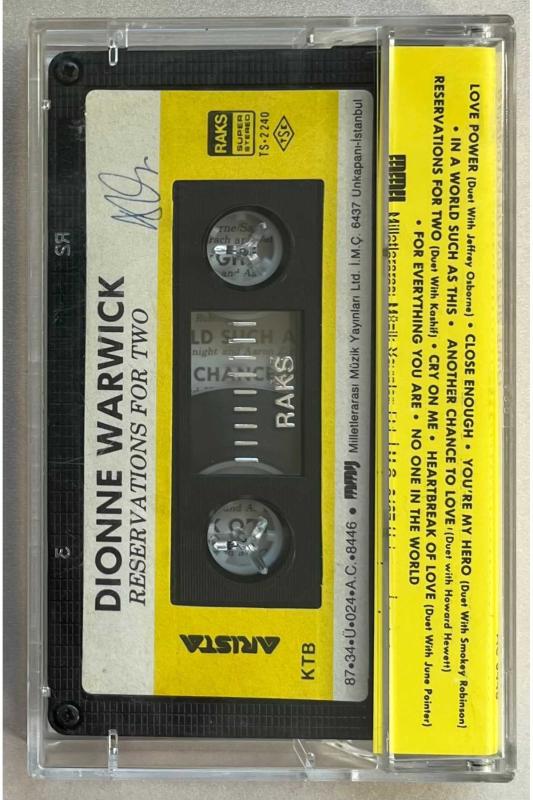 DIONNE WARWICK
RESERVATIONS FOR TWO
RAKS
SUPER
STEREO
TS-2240
TSE
ARISTA
KTB
RAKS
87•34•Ü•024•A.C.•8446 • Milletlerarası Müzik Yayınları Ltd. İ.M.Ç. 6437 Unkapanı-İstanbul
LOVE POWER (Duet With Jeffrey Osborne) • CLOSE ENOUGH • YOU'RE MY HERO (Duet With Smokey Robinson)
• IN A WORLD SUCH AS THIS • ANOTHER CHANCE TO LOVE (Duet with Howard Hewett)
RESERVATIONS FOR TWO (Duet With Kashif) • CRY ON ME • HEARTBREAK OF LOVE (Duet With June Pointer)
• FOR EVERYTHING YOU ARE • NO ONE IN THE WORLD